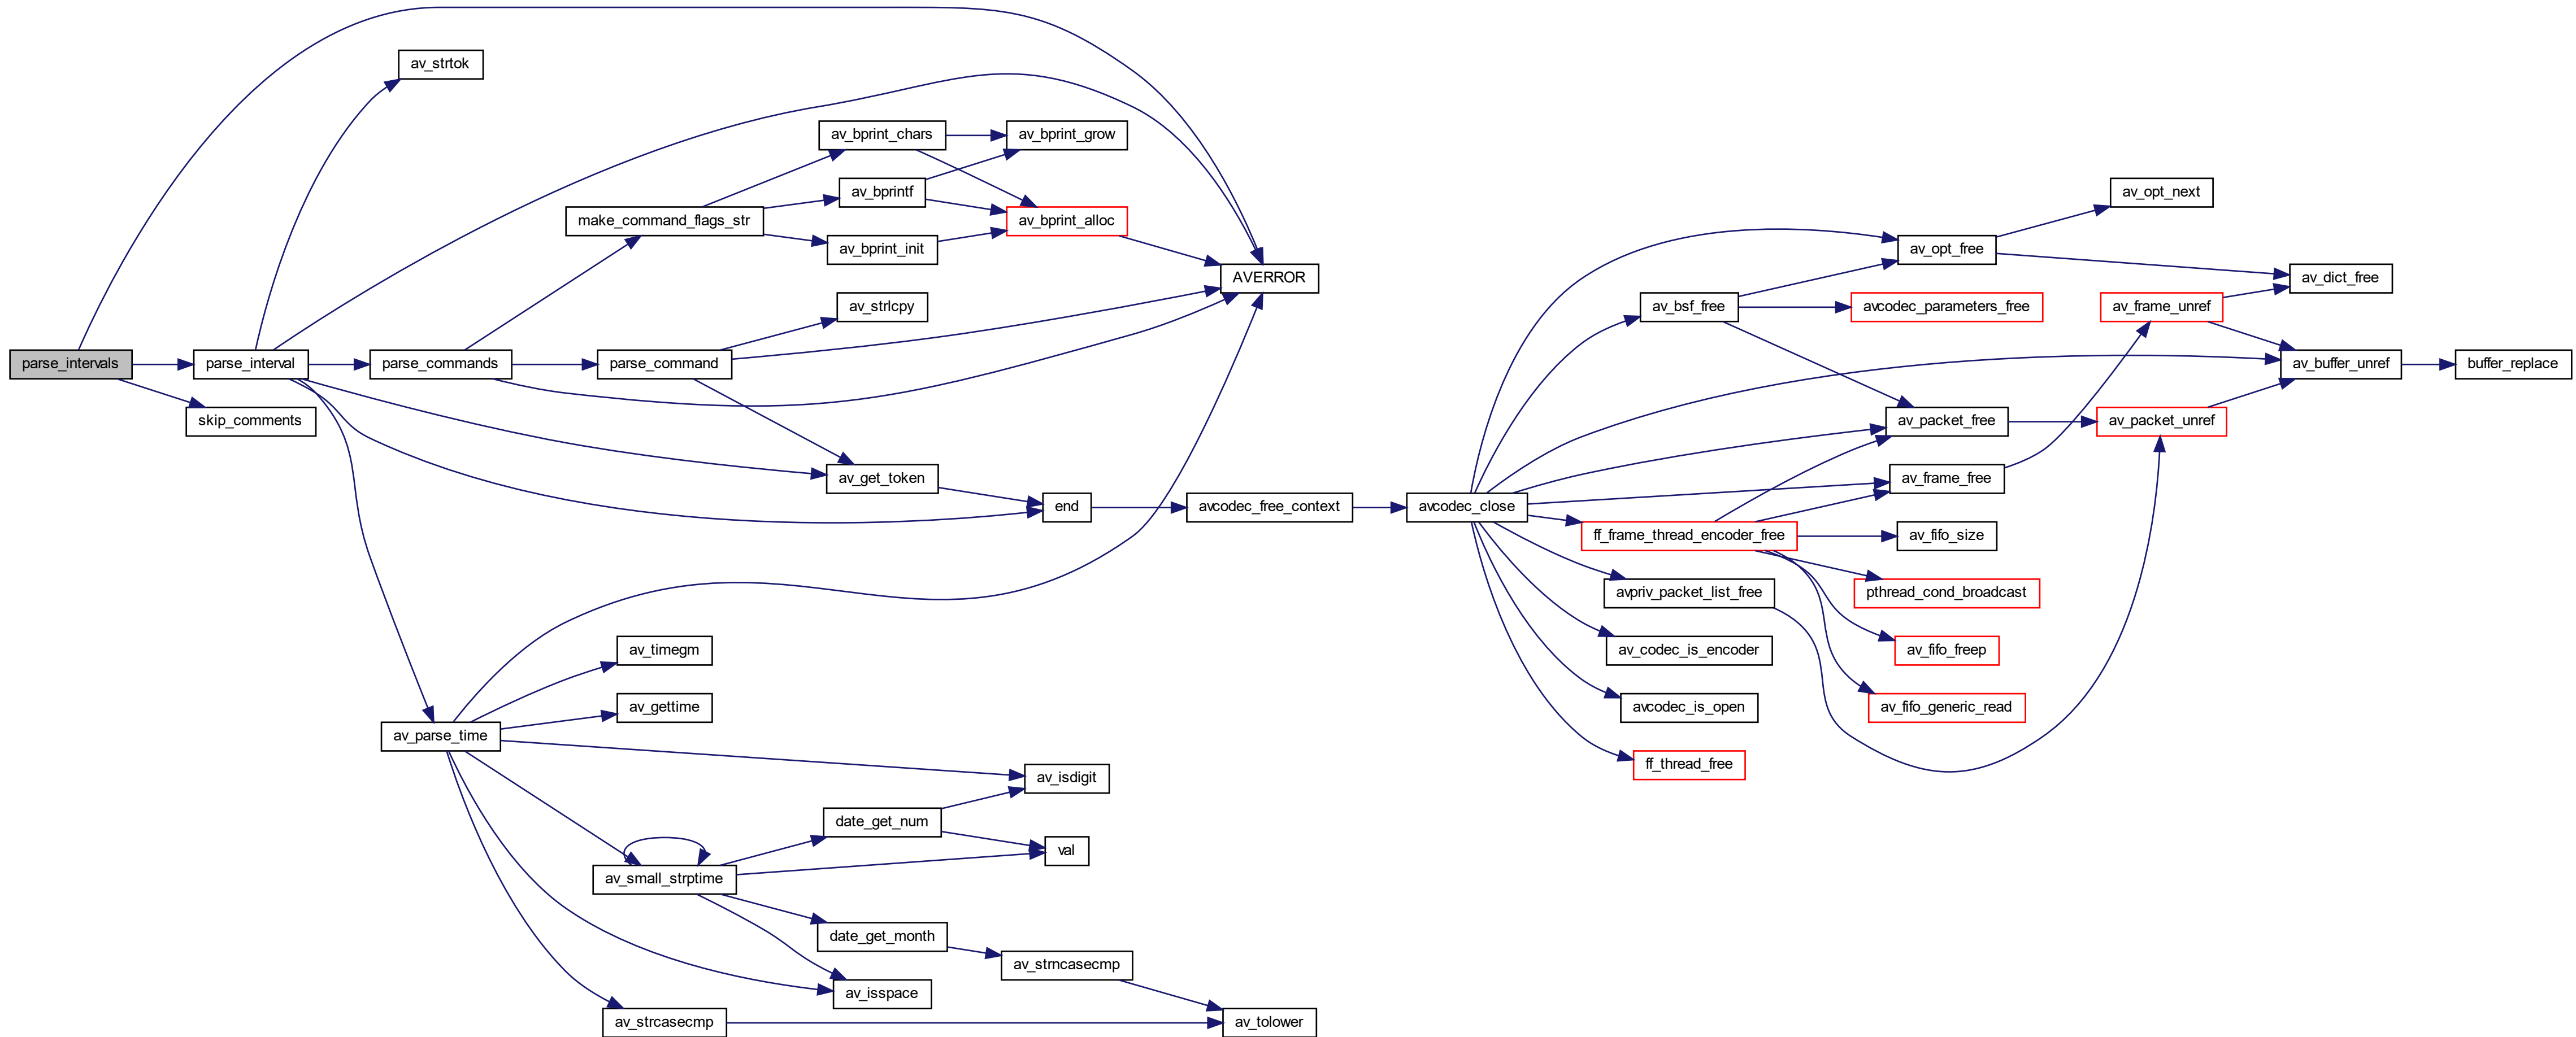 parse_intervals
parse_interval
skip_comments
av_strtok
parse_commands
make_command_flags_str
parse_command
av_bprint_chars
av_bprintf
av_bprint_init
av_strlcpy
av_get_token
av_bprint_grow
av_bprint_alloc
AVERROR
end
avcodec_free_context
avcodec_close
av_bsf_free
ff_frame_thread_encoder_free
avpriv_packet_list_free
av_codec_is_encoder
avcodec_is_open
ff_thread_free
av_opt_free
avcodec_parameters_free
av_packet_free
av_frame_free
av_fifo_size
pthread_cond_broadcast
av_fifo_freep
av_fifo_generic_read
av_opt_next
av_dict_free
av_frame_unref
av_buffer_unref
av_packet_unref
buffer_replace
av_parse_time
av_timegm
av_gettime
av_small_strptime
av_strcasecmp
date_get_num
date_get_month
av_isspace
av_isdigit
val
av_strncasecmp
av_tolower